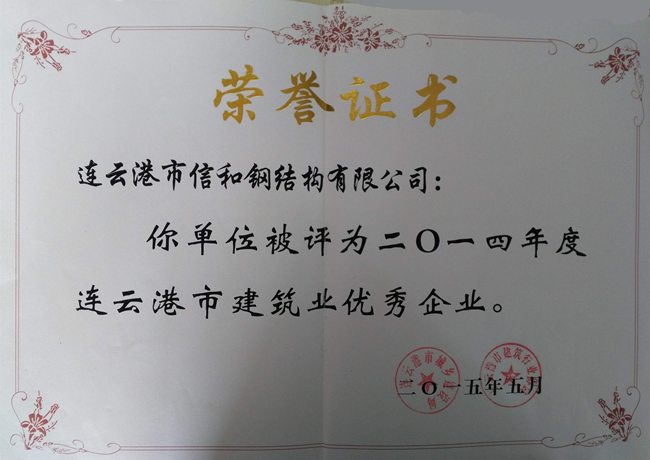 荣誉证书
连云港市信和钢结构有限公司：
你单位被评为二〇一四年度
连云港市建筑业优秀企业。
二〇一五年五月